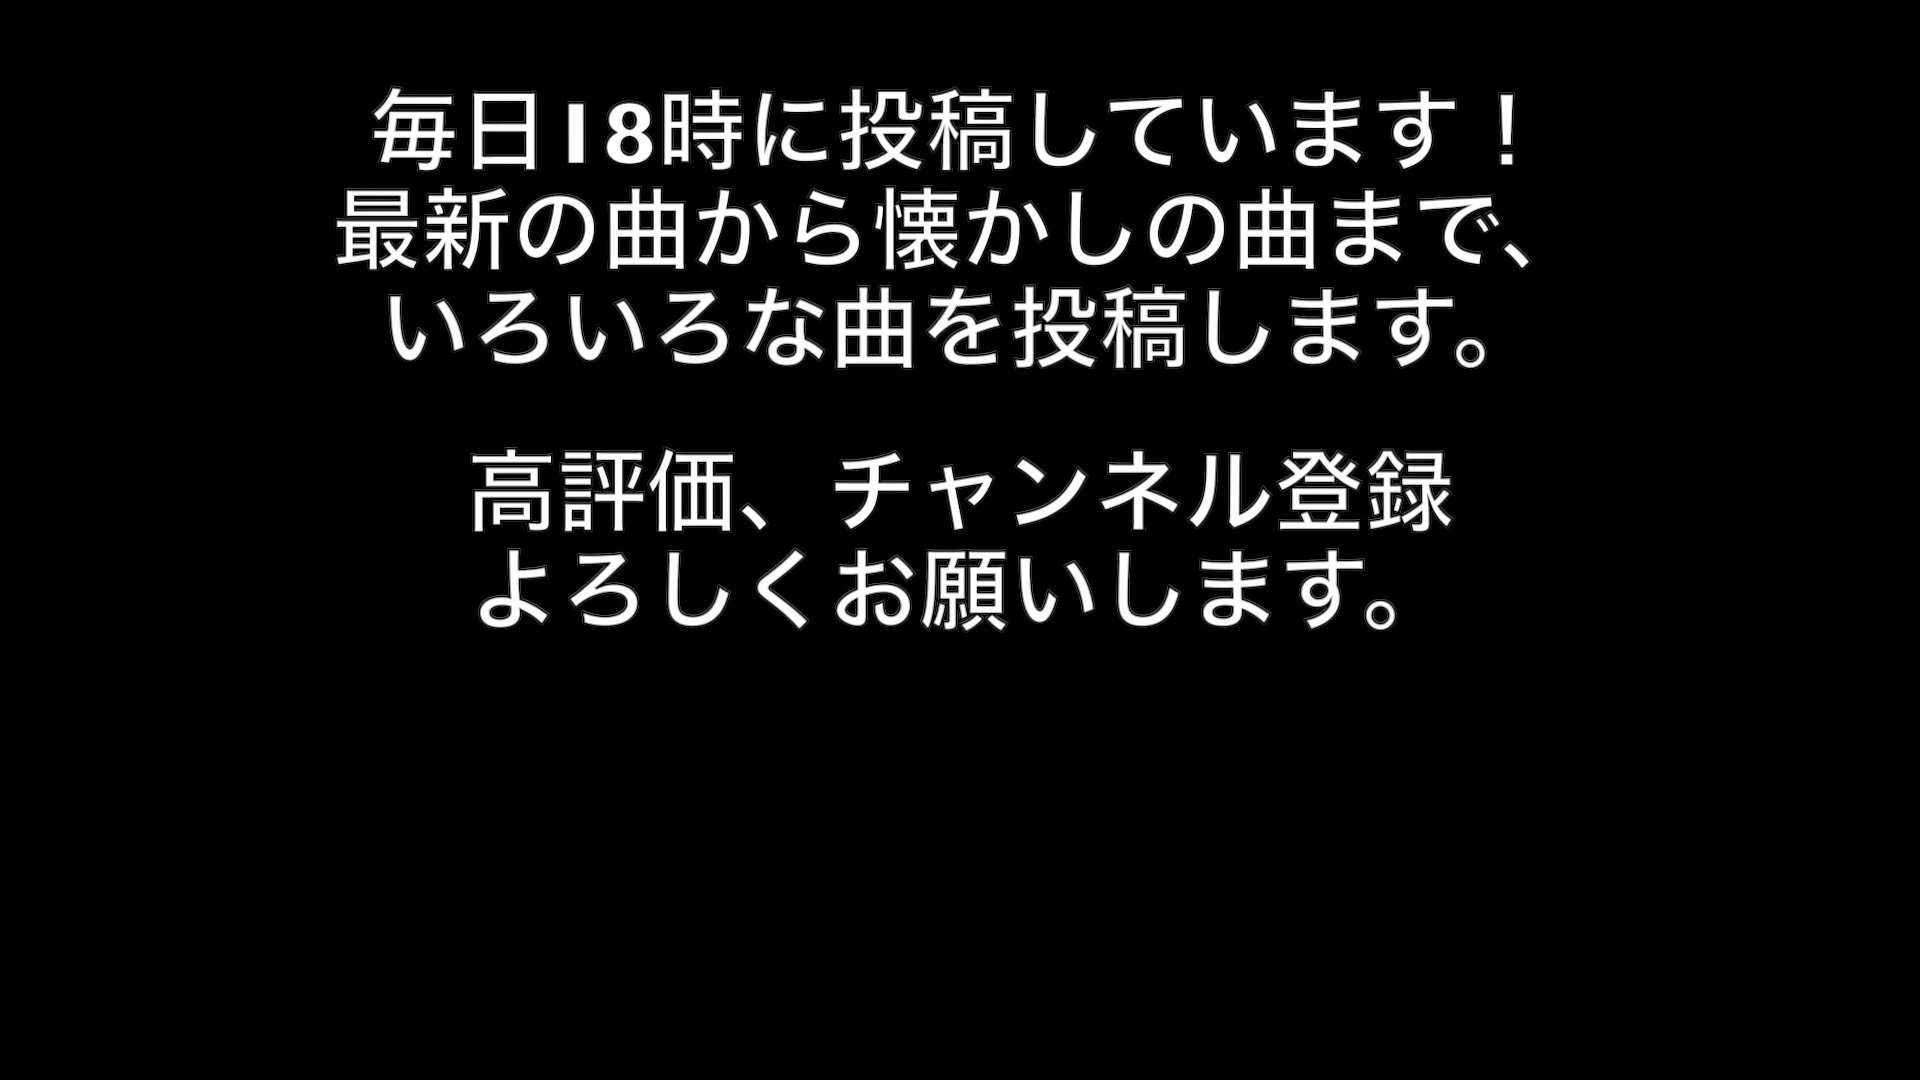 毎日18時に投稿しています！
最新の曲から懐かしの曲まで、
いろいろな曲を投稿します。
高評価、チャンネル登録
よろしくお願いします。